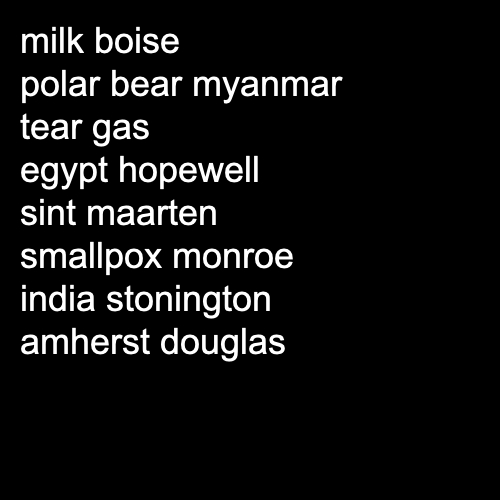 milk boise
polar bear myanmar
tear gas
egypt hopewell
sint maarten
smallpox monroe
india stonington
amherst douglas